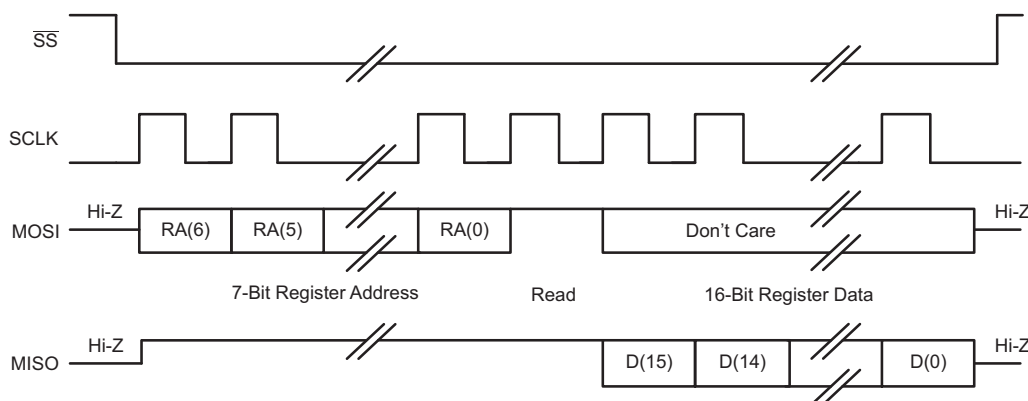 SS
SCLK
Hi-Z Hi-Z
MOSI RA(6) RA(5) RA(0) Don't Care
7-Bit Register Address Read 16-Bit Register Data
Hi-Z Hi-Z
MISO D(15) D(14) D(0)